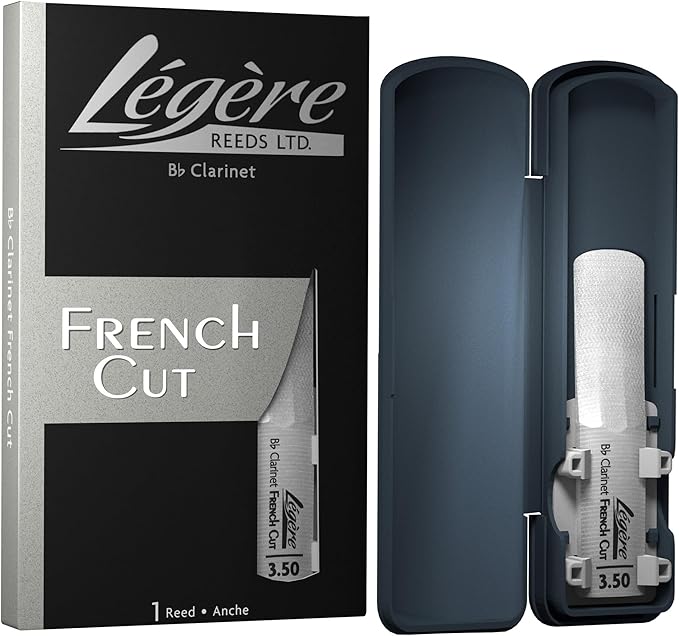 Légère
REEDS LTD.
B♭ Clarinet
FRENCH
CUT
B♭ Clarinet FRENCH CUT
Légère
3.50
1 Reed • Anche
B♭ Clarinet French Cut
B♭ Clarinet FRENCH CUT
Légère
3.50